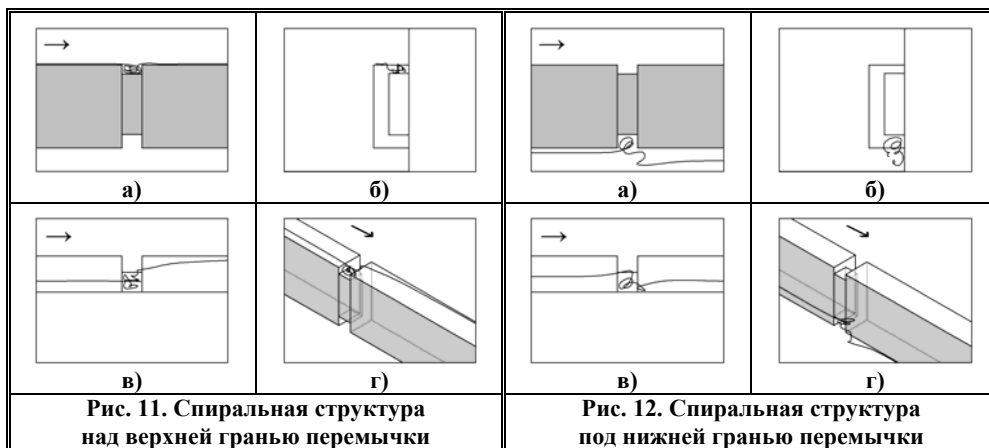 а) б) а) б)
в) г) в) г)
Рис. 11. Спиральная структура
над верхней гранью перемычки
Рис. 12. Спиральная структура
под нижней гранью перемычки